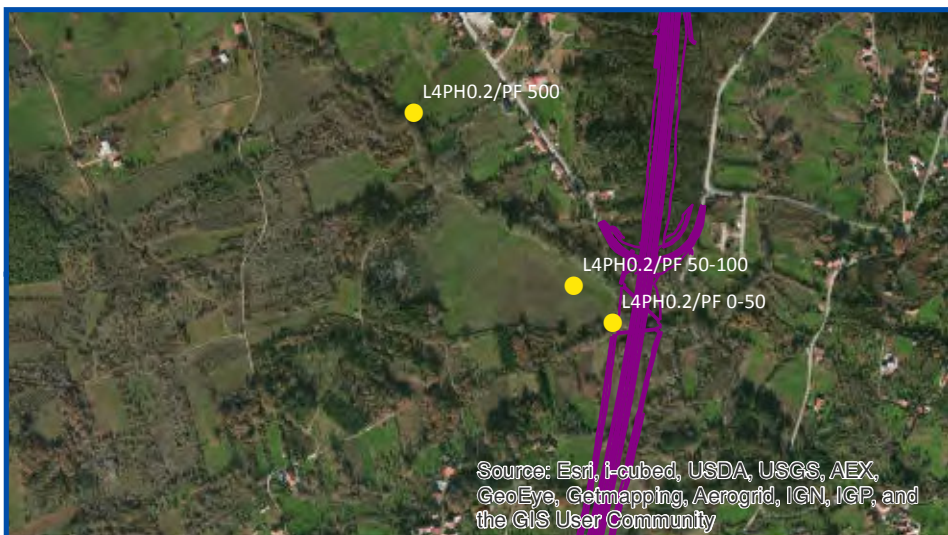 L4PH0.2/PF 500
L4PH0.2/PF 50-100
L4PH0.2/PF 0-50
Source: Esri, i-cubed, USDA, USGS, AEX,
GeoEye, Getmapping, Aerogrid, IGN, IGP, and
the GIS User Community